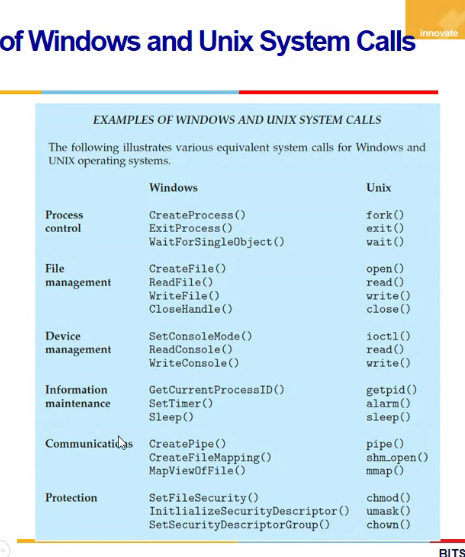 innovate
of Windows and Unix System Calls
EXAMPLES OF WINDOWS AND UNIX SYSTEM CALLS
The following illustrates various equivalent system calls for Windows and
UNIX operating systems.
Windows Unix
Process CreateProcess() fork()
control ExitProcess() exit()
WaitForSingleObject() wait()
File CreateFile() open()
management ReadFile() read()
WriteFile() write()
CloseHandle() close()
Device SetConsoleMode() ioctl()
management ReadConsole() read()
WriteConsole() write()
Information GetCurrentProcessID() getpid()
maintenance SetTimer() alarm()
Sleep() sleep()
Communications CreatePipe() pipe()
CreateFileMapping() shm_open()
MapViewOfFile() mmap()
Protection SetFileSecurity() chmod()
InitlializeSecurityDescriptor() umask()
SetSecurityDescriptorGroup() chown()
BITS